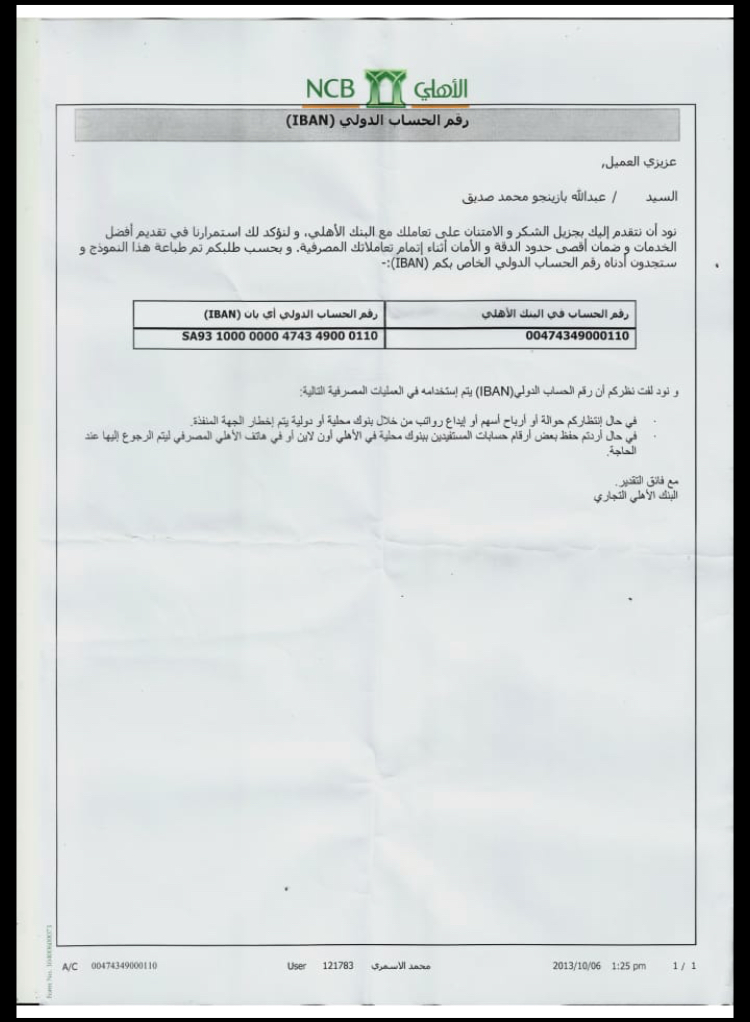 NCB الأهلي
رقم الحساب الدولي (IBAN)
عزيزي العميل,
السيد / عبدالله بازينجو محمد صديق
نود أن نتقدم إليك بجزيل الشكر و الامتنان على تعاملك مع البنك الأهلي، و لنؤكد لك استمرارنا في تقديم أفضل
الخدمات و ضمان أقصى حدود الدقة و الأمان أثناء إتمام تعاملاتك المصرفية. و بحسب طلبكم تم طباعة هذا النموذج و
ستجدون أدناه رقم الحساب الدولي الخاص بكم (IBAN):-
رقم الحساب في البنك الأهلي رقم الحساب الدولي أي بان (IBAN)
00474349000110 SA93 1000 0000 4743 4900 0110
و نود لفت نظركم أن رقم الحساب الدولي(IBAN) يتم إستخدامه في العمليات المصرفية التالية:
· في حال إنتظاركم حوالة أو أرباح أسهم أو إيداع رواتب من خلال بنوك محلية أو دولية يتم إخطار الجهة المنفذة.
· في حال أردتم حفظ بعض أرقام حسابات المستفيدين ببنوك محلية في الأهلي أون لاين أو في هاتف الأهلي المصرفي ليتم الرجوع إليها عند
الحاجة.
مع فائق التقدير.
البنك الأهلي التجاري
A/C 00474349000110 User 121783 محمد الاسمري 2013/10/06 1:25 pm 1 / 1